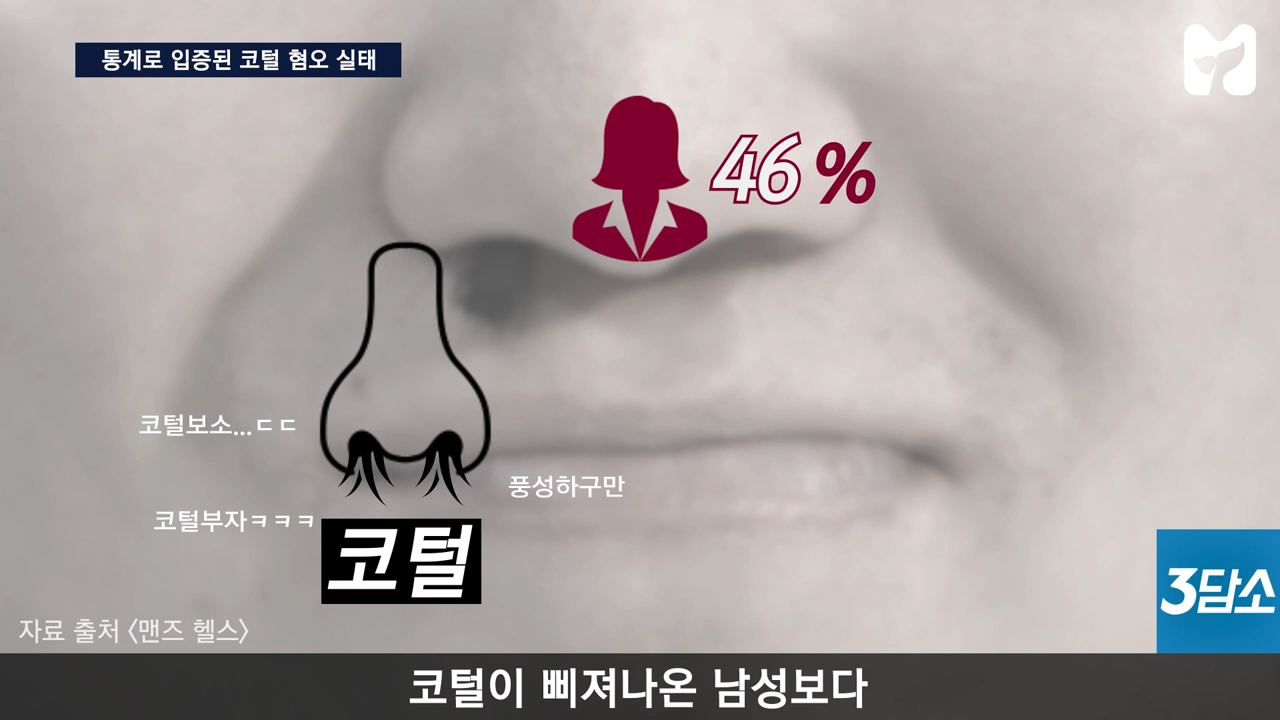 통계로 입증된 코털 혐오 실태
46 %
코털보소...ㄷㄷ
풍성하구만
코털부자ㅋㅋㅋ
코털
3담소
자료 출처 〈맨즈 헬스〉
코털이 삐져나온 남성보다